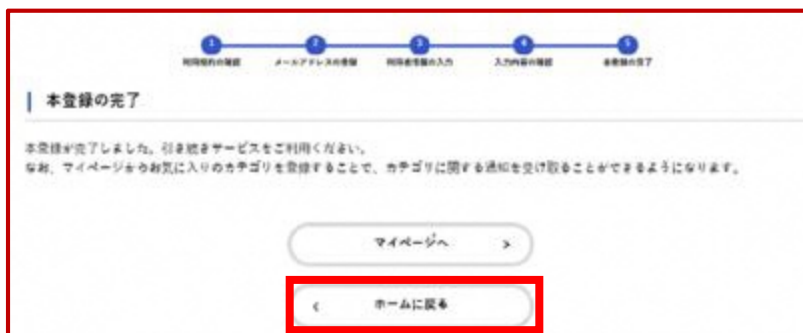 1 2 3 4 5
利用規約の確認 メールアドレスの登録 利用者情報の入力 入力内容の確認 本登録の完了
本登録の完了
本登録が完了しました。引き続きサービスをご利用ください。
なお、マイページからお気に入りのカテゴリを登録することで、カテゴリに関する通知を受け取ることができるようになります。
マイページへ >
< ホームに戻る